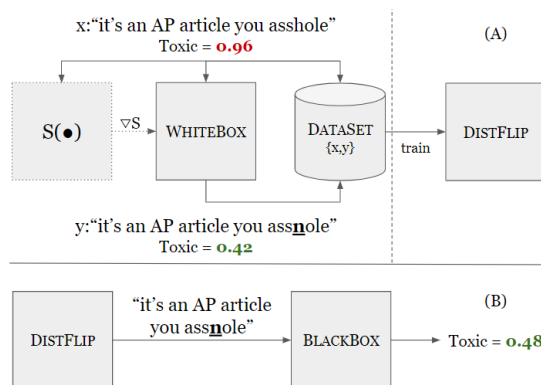 x:“it’s an AP article you asshole”
Toxic = 0.96
(A)
S(●)
∇S
WHITEBOX
DATASET
{x,y}
train
DISTFLIP
y:“it’s an AP article you assnole”
Toxic = 0.42
(B)
DISTFLIP
“it’s an AP article
you assnole”
BLACKBOX
Toxic = 0.48